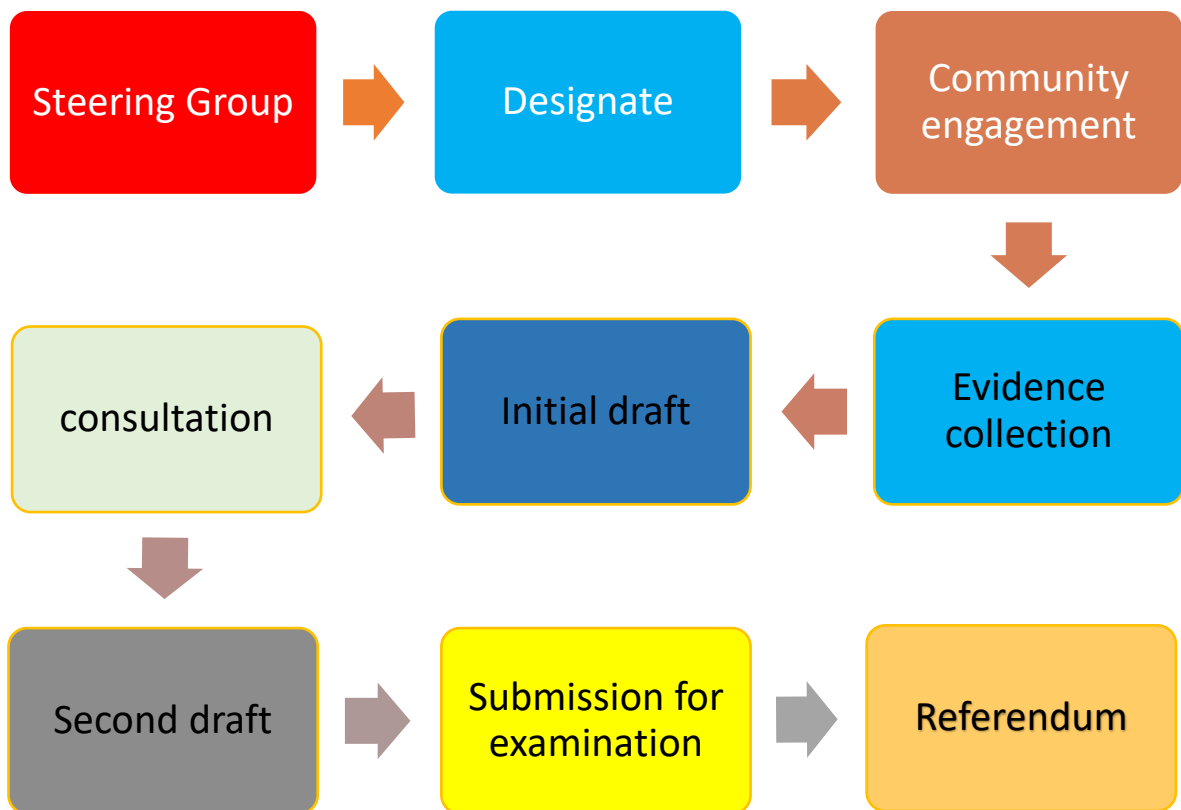 Steering Group
Designate
Community
engagement
Evidence
collection
Initial draft
consultation
Second draft
Submission for
examination
Referendum